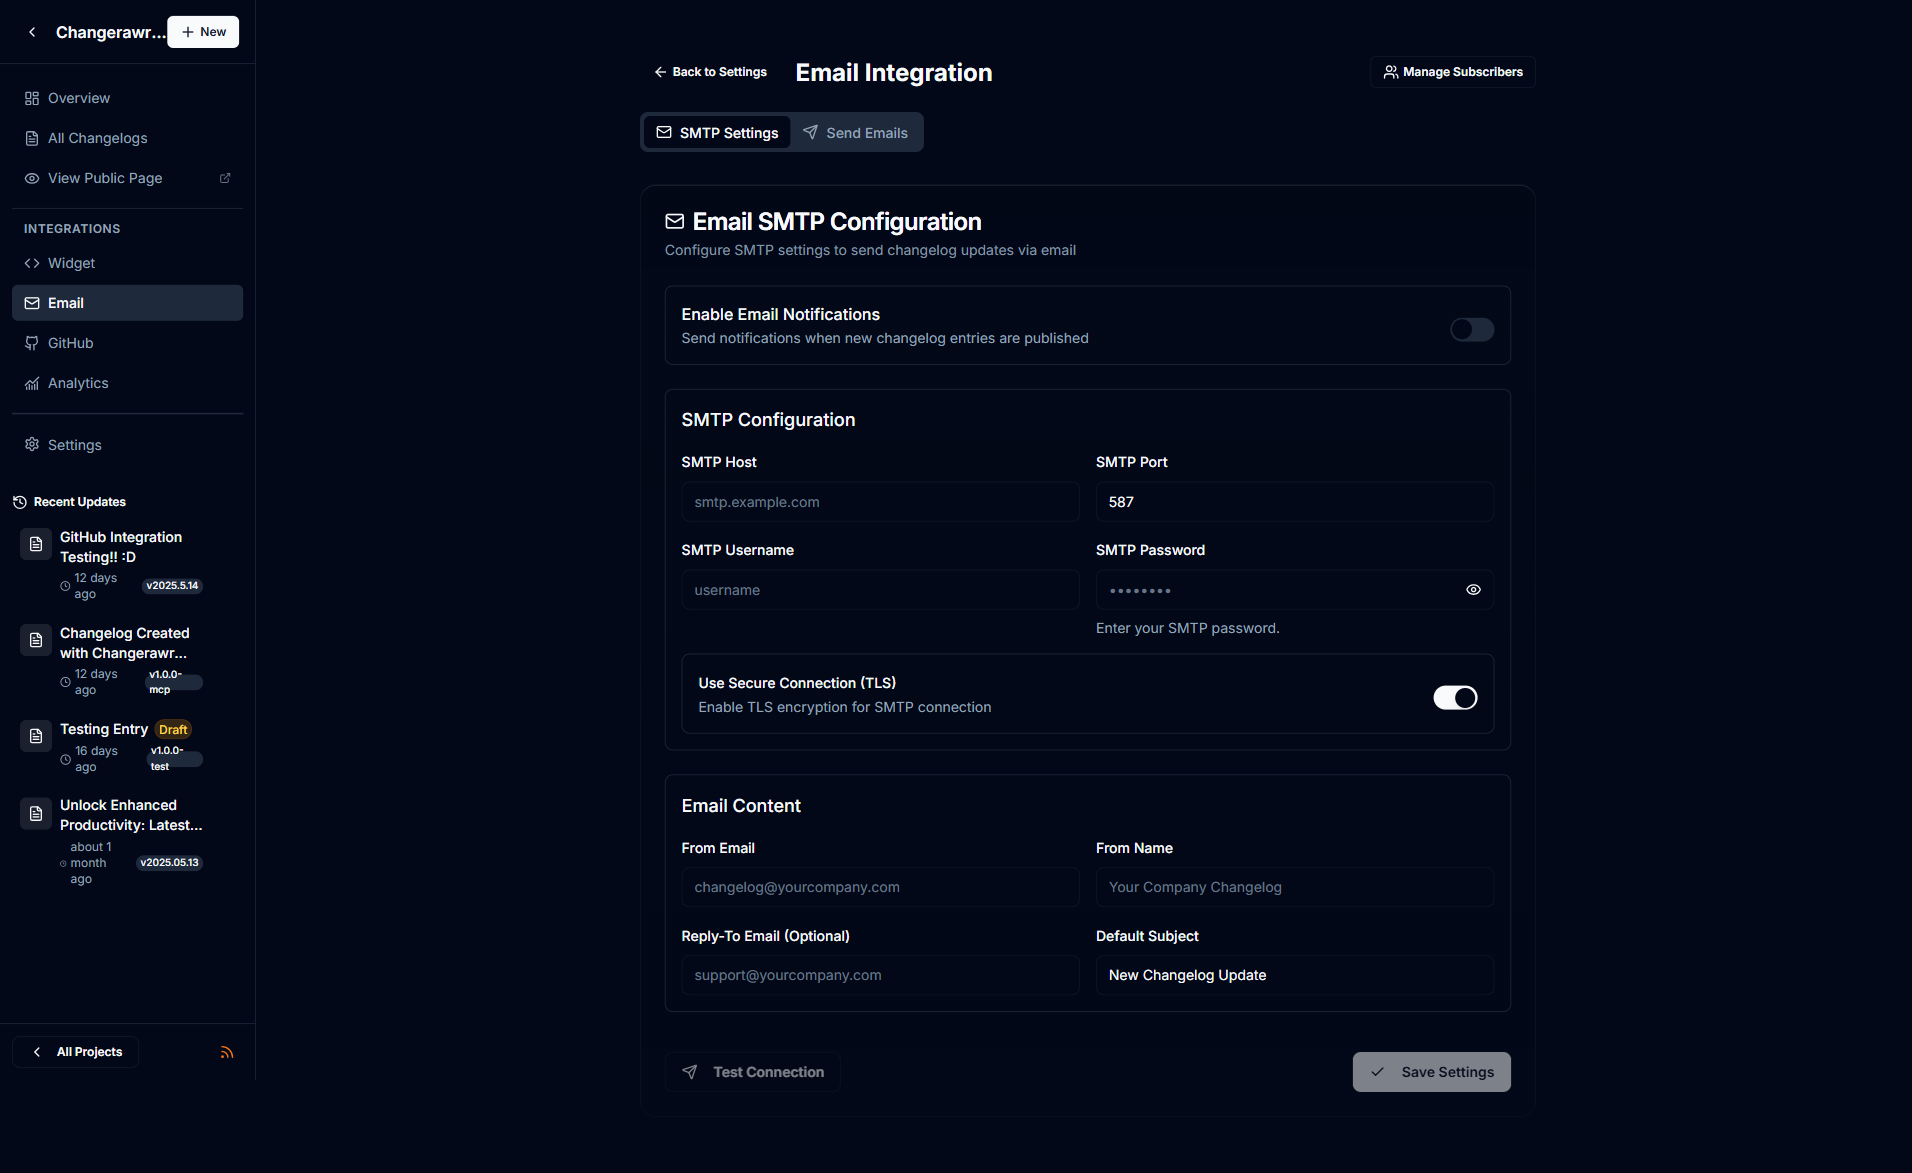 Changerawr...
New
Overview
All Changelogs
View Public Page
INTEGRATIONS
Widget
Email
GitHub
Analytics
Settings
Recent Updates
GitHub Integration
Testing!! :D
12 days
ago
v2025.5.14
Changelog Created
with Changerawr...
12 days
ago
v1.0.0-
mcp
Testing Entry Draft
16 days
ago
v1.0.0-
test
Unlock Enhanced
Productivity: Latest...
about 1
month
ago
v2025.05.13
All Projects
Back to Settings
Email Integration
Manage Subscribers
SMTP Settings
Send Emails
Email SMTP Configuration
Configure SMTP settings to send changelog updates via email
Enable Email Notifications
Send notifications when new changelog entries are published
SMTP Configuration
SMTP Host
SMTP Port
smtp.example.com
587
SMTP Username
SMTP Password
username
••••••••
Enter your SMTP password.
Use Secure Connection (TLS)
Enable TLS encryption for SMTP connection
Email Content
From Email
From Name
changelog@yourcompany.com
Your Company Changelog
Reply-To Email (Optional)
Default Subject
support@yourcompany.com
New Changelog Update
Test Connection
Save Settings